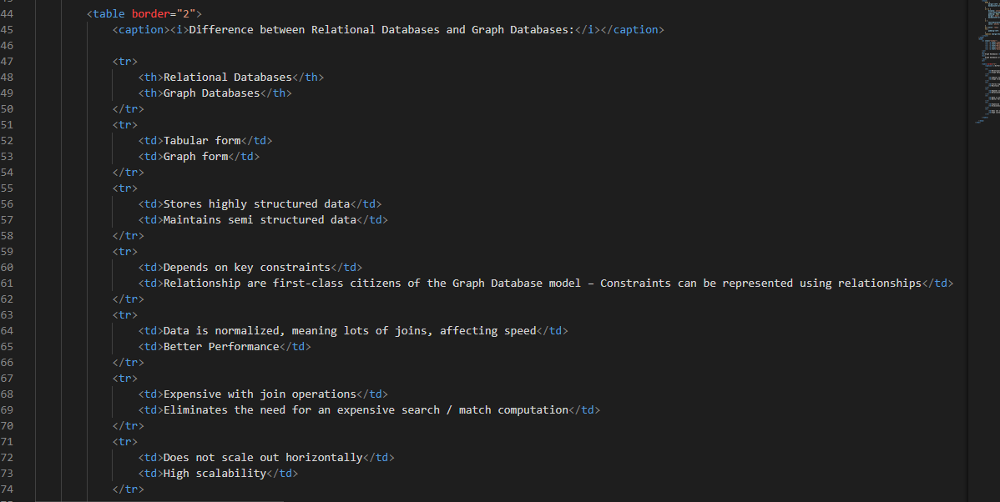 44 <table border="2">
45 <caption><i>Difference between Relational Databases and Graph Databases:</i></caption>
46
47 <tr>
48 <th>Relational Databases</th>
49 <th>Graph Databases</th>
50 </tr>
51 <tr>
52 <td>Tabular form</td>
53 <td>Graph form</td>
54 </tr>
55 <tr>
56 <td>Stores highly structured data</td>
57 <td>Maintains semi structured data</td>
58 </tr>
59 <tr>
60 <td>Depends on key constraints</td>
61 <td>Relationship are first-class citizens of the Graph Database model – Constraints can be represented using relationships</td>
62 </tr>
63 <tr>
64 <td>Data is normalized, meaning lots of joins, affecting speed</td>
65 <td>Better Performance</td>
66 </tr>
67 <tr>
68 <td>Expensive with join operations</td>
69 <td>Eliminates the need for an expensive search / match computation</td>
70 </tr>
71 <tr>
72 <td>Does not scale out horizontally</td>
73 <td>High scalability</td>
74 </tr>